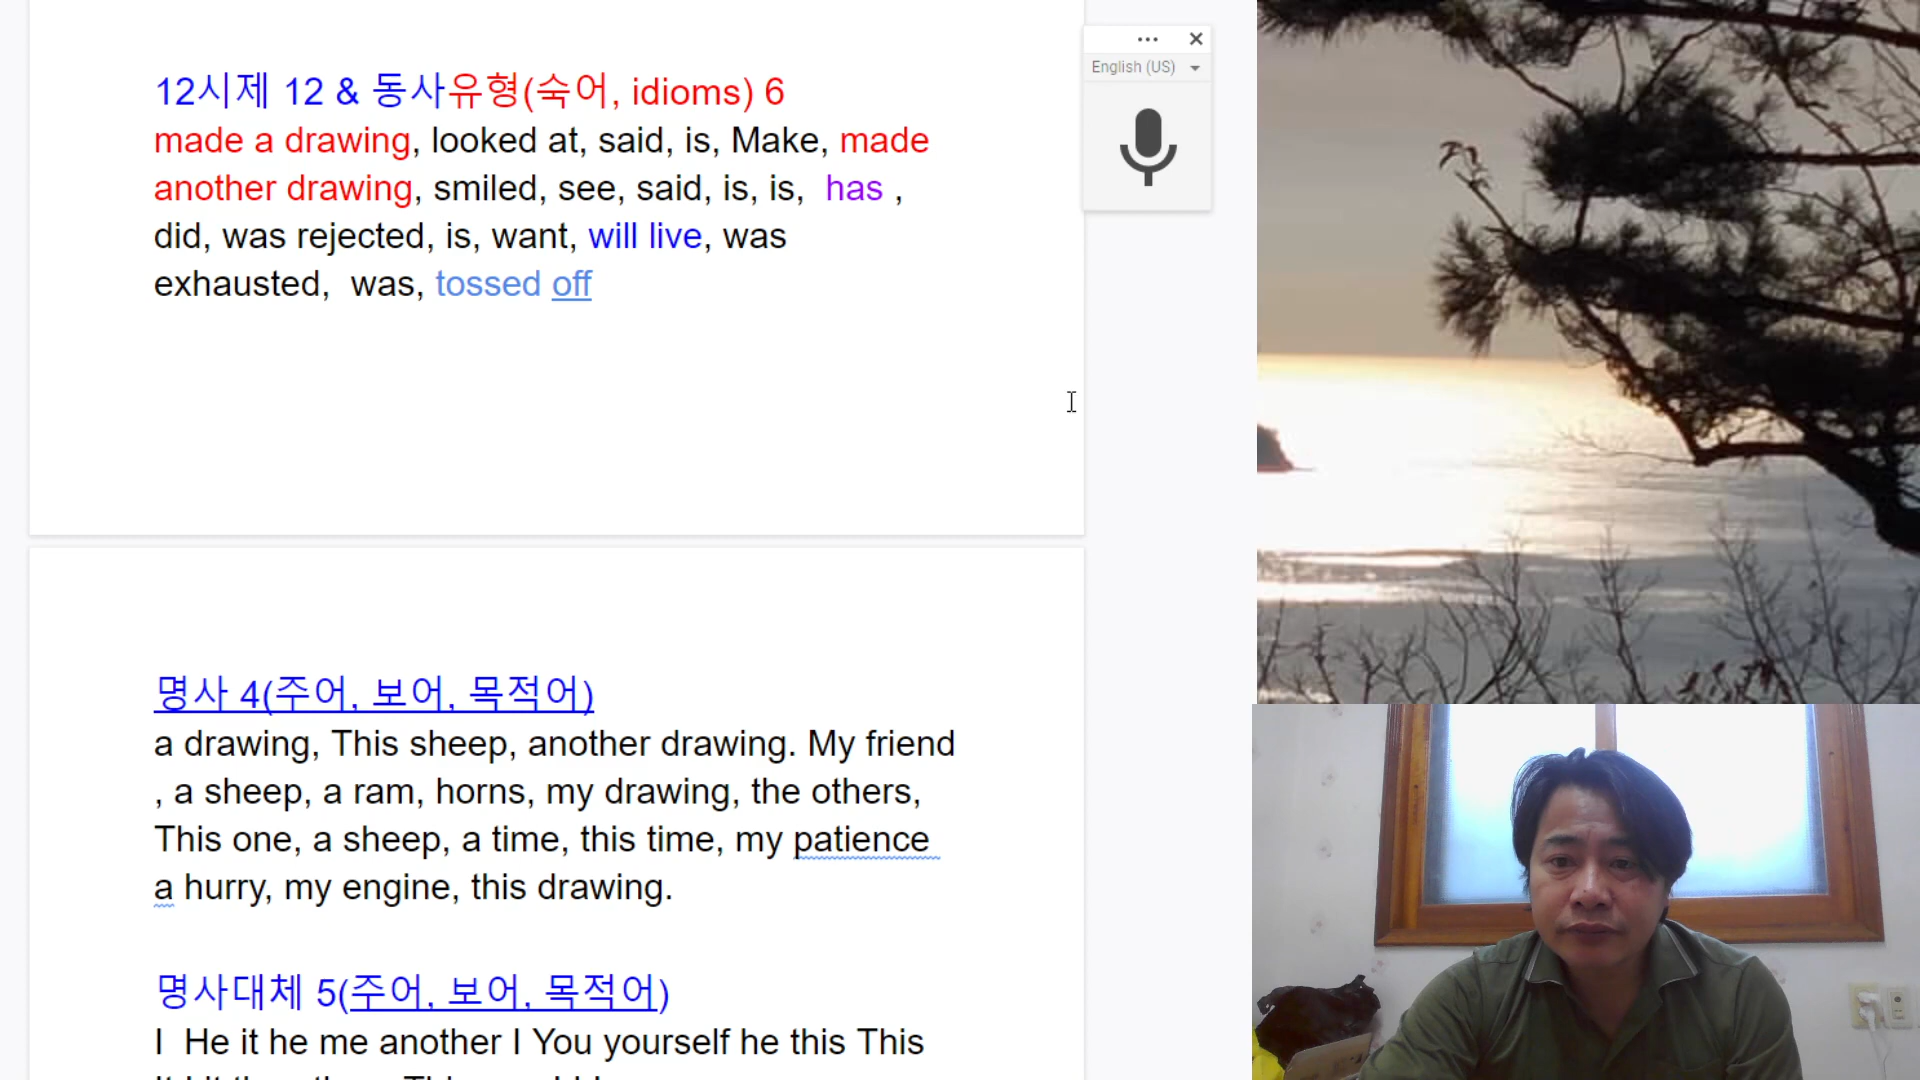 12시제 12 & 동사유형(숙어, idioms) 6
made a drawing, looked at, said, is, Make, made
another drawing, smiled, see, said, is, is, has ,
did, was rejected, is, want, will live, was
exhausted, was, tossed off
English (US)
명사 4(주어, 보어, 목적어)
a drawing, This sheep, another drawing. My friend
, a sheep, a ram, horns, my drawing, the others,
This one, a sheep, a time, this time, my patience
a hurry, my engine, this drawing.
명사대체 5(주어, 보어, 목적어)
I He it he me another I You yourself he this This